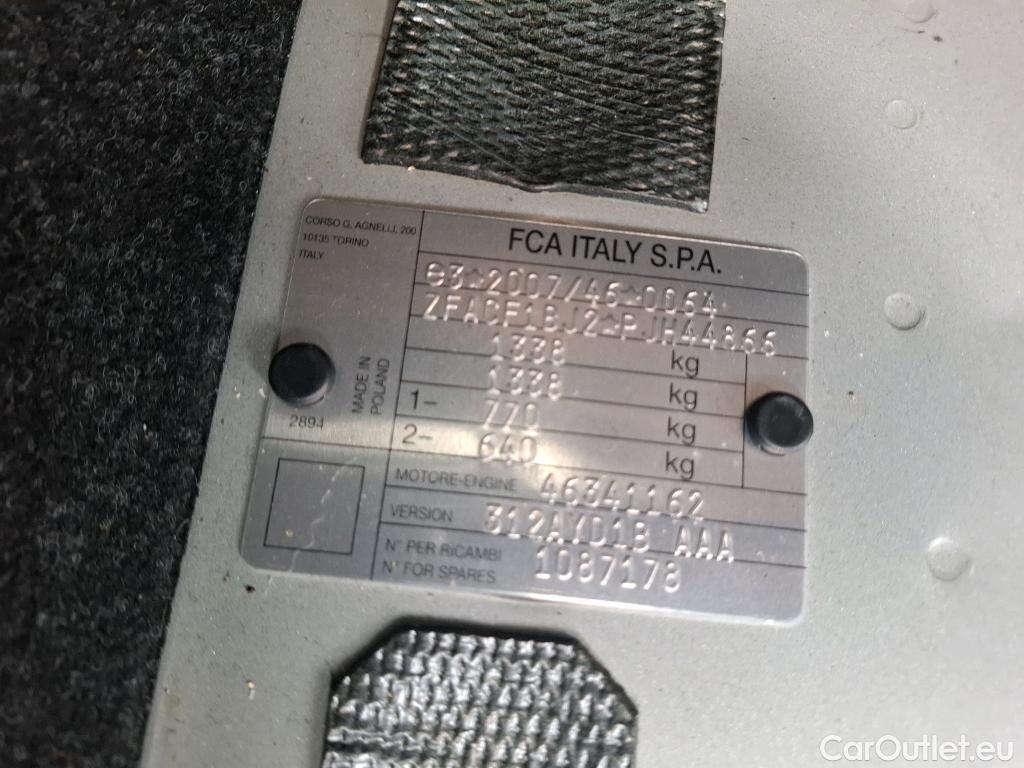 CORSO G. AGNELLI, 200
10135 TORINO
ITALY
FCA ITALY S.P.A.
e3*2007/46*0064
ZFACF1BJ2*PJH44866
1338 kg
1338 kg
1- 770 kg
2- 640 kg
MADE IN
POLAND
2894
MOTORE-ENGINE 46341162
VERSION 312AYD1B AAA
N° PER RICAMBI
N° FOR SPARES 1087178
CarOutlet.eu